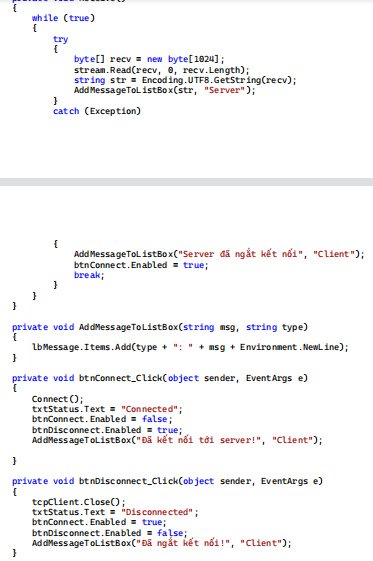 {
while (true)
{
try
{
byte[] recv = new byte[1024];
stream.Read(recv, 0, recv.Length);
string str = Encoding.UTF8.GetString(recv);
AddMessageToListBox(str, "Server");
}
catch (Exception)
{
AddMessageToListBox("Server đã ngắt kết nối", "Client");
btnConnect.Enabled = true;
break;
}
}
}
private void AddMessageToListBox(string msg, string type)
{
lbMessage.Items.Add(type + ": " + msg + Environment.NewLine);
}
private void btnConnect_Click(object sender, EventArgs e)
{
Connect();
txtStatus.Text = "Connected";
btnConnect.Enabled = false;
btnDisconnect.Enabled = true;
AddMessageToListBox("Đã kết nối tới server!", "Client");
}
private void btnDisconnect_Click(object sender, EventArgs e)
{
tcpClient.Close();
txtStatus.Text = "Disconnected";
btnConnect.Enabled = true;
btnDisconnect.Enabled = false;
AddMessageToListBox("Đã ngắt kết nối!", "Client");
}